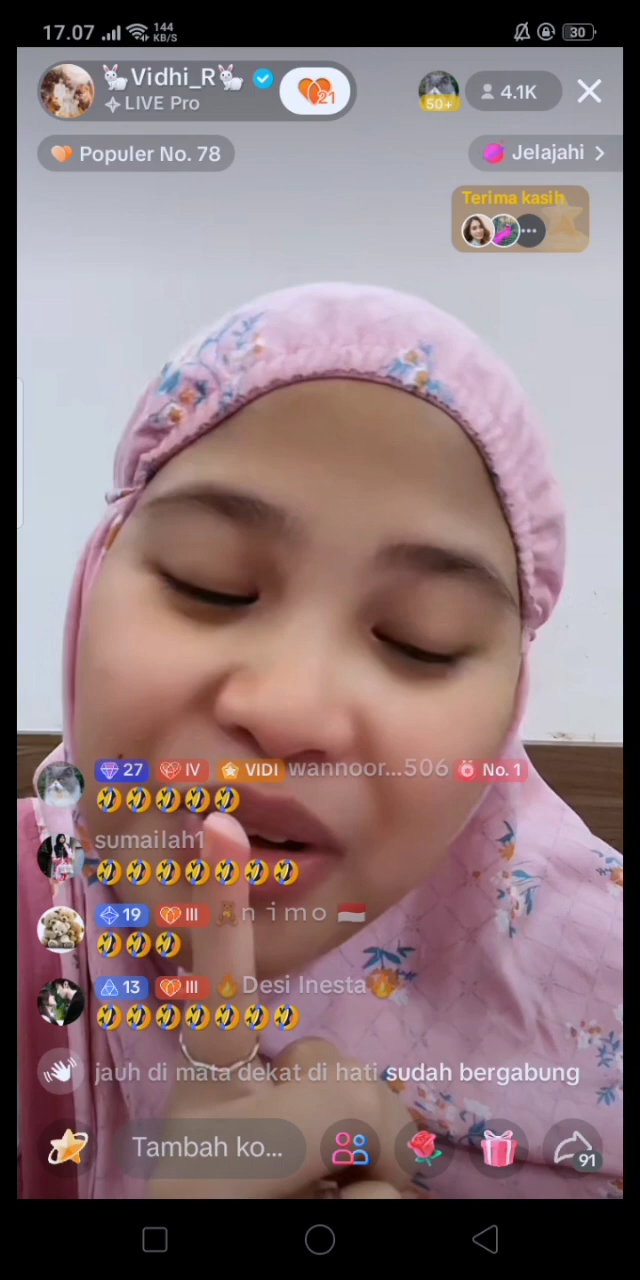 17.07 144 KB/S 30
🐇Vidhi_R🐇
LIVE Pro
21
50+
4.1K
Populer No. 78
Jelajahi >
Terima kasih
27 IV VIDI wannoor...506 No. 1
🤣🤣🤣🤣🤣
sumailah1
🤣🤣🤣🤣🤣🤣🤣
19 III 🧸n i m o 🇮🇩
🤣🤣🤣
13 III 🔥Desi Inesta🔥
🤣🤣🤣🤣🤣🤣🤣
jauh di mata dekat di hati sudah bergabung
Tambah ko...
91